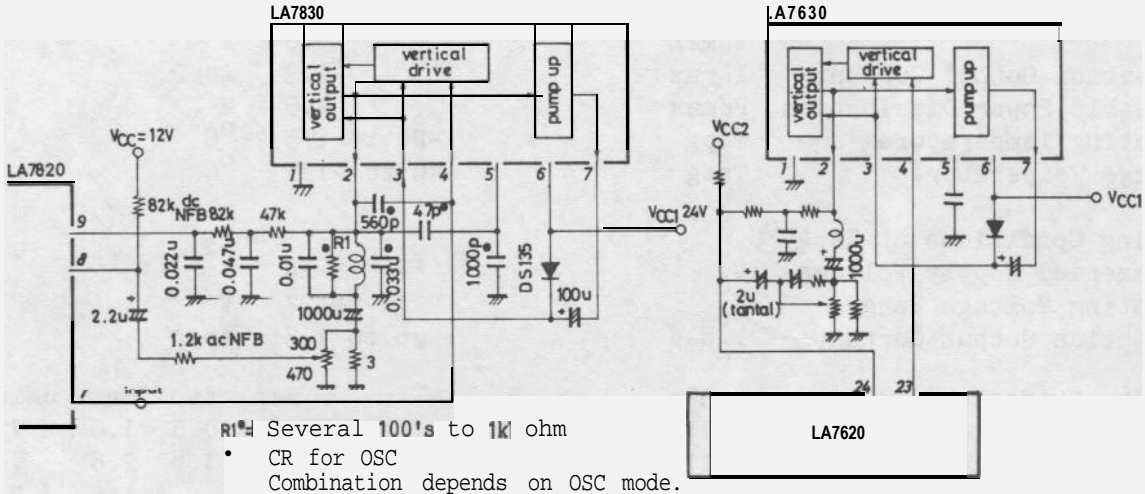 LA7830
vertical output
vertical drive
pump up
1 2 3 4 5 6 7
VCC=12V
LA7820
9
8
82k
dc NFB
82k
47k
0.022u
0.047u
0.01u
R1
0.033u
560p
47p
1000p
DS135
100u
VCC1 24V
2.2u
1000u
1.2k ac NFB
300
470
3
R1 Several 100's to 1k ohm
• CR for OSC
Combination depends on OSC mode.
.A7630
vertical output
vertical drive
pump up
VCC2
1 2 3 4 5 6 7
VCC1
1000u
2u
(tantal)
24 23
LA7620